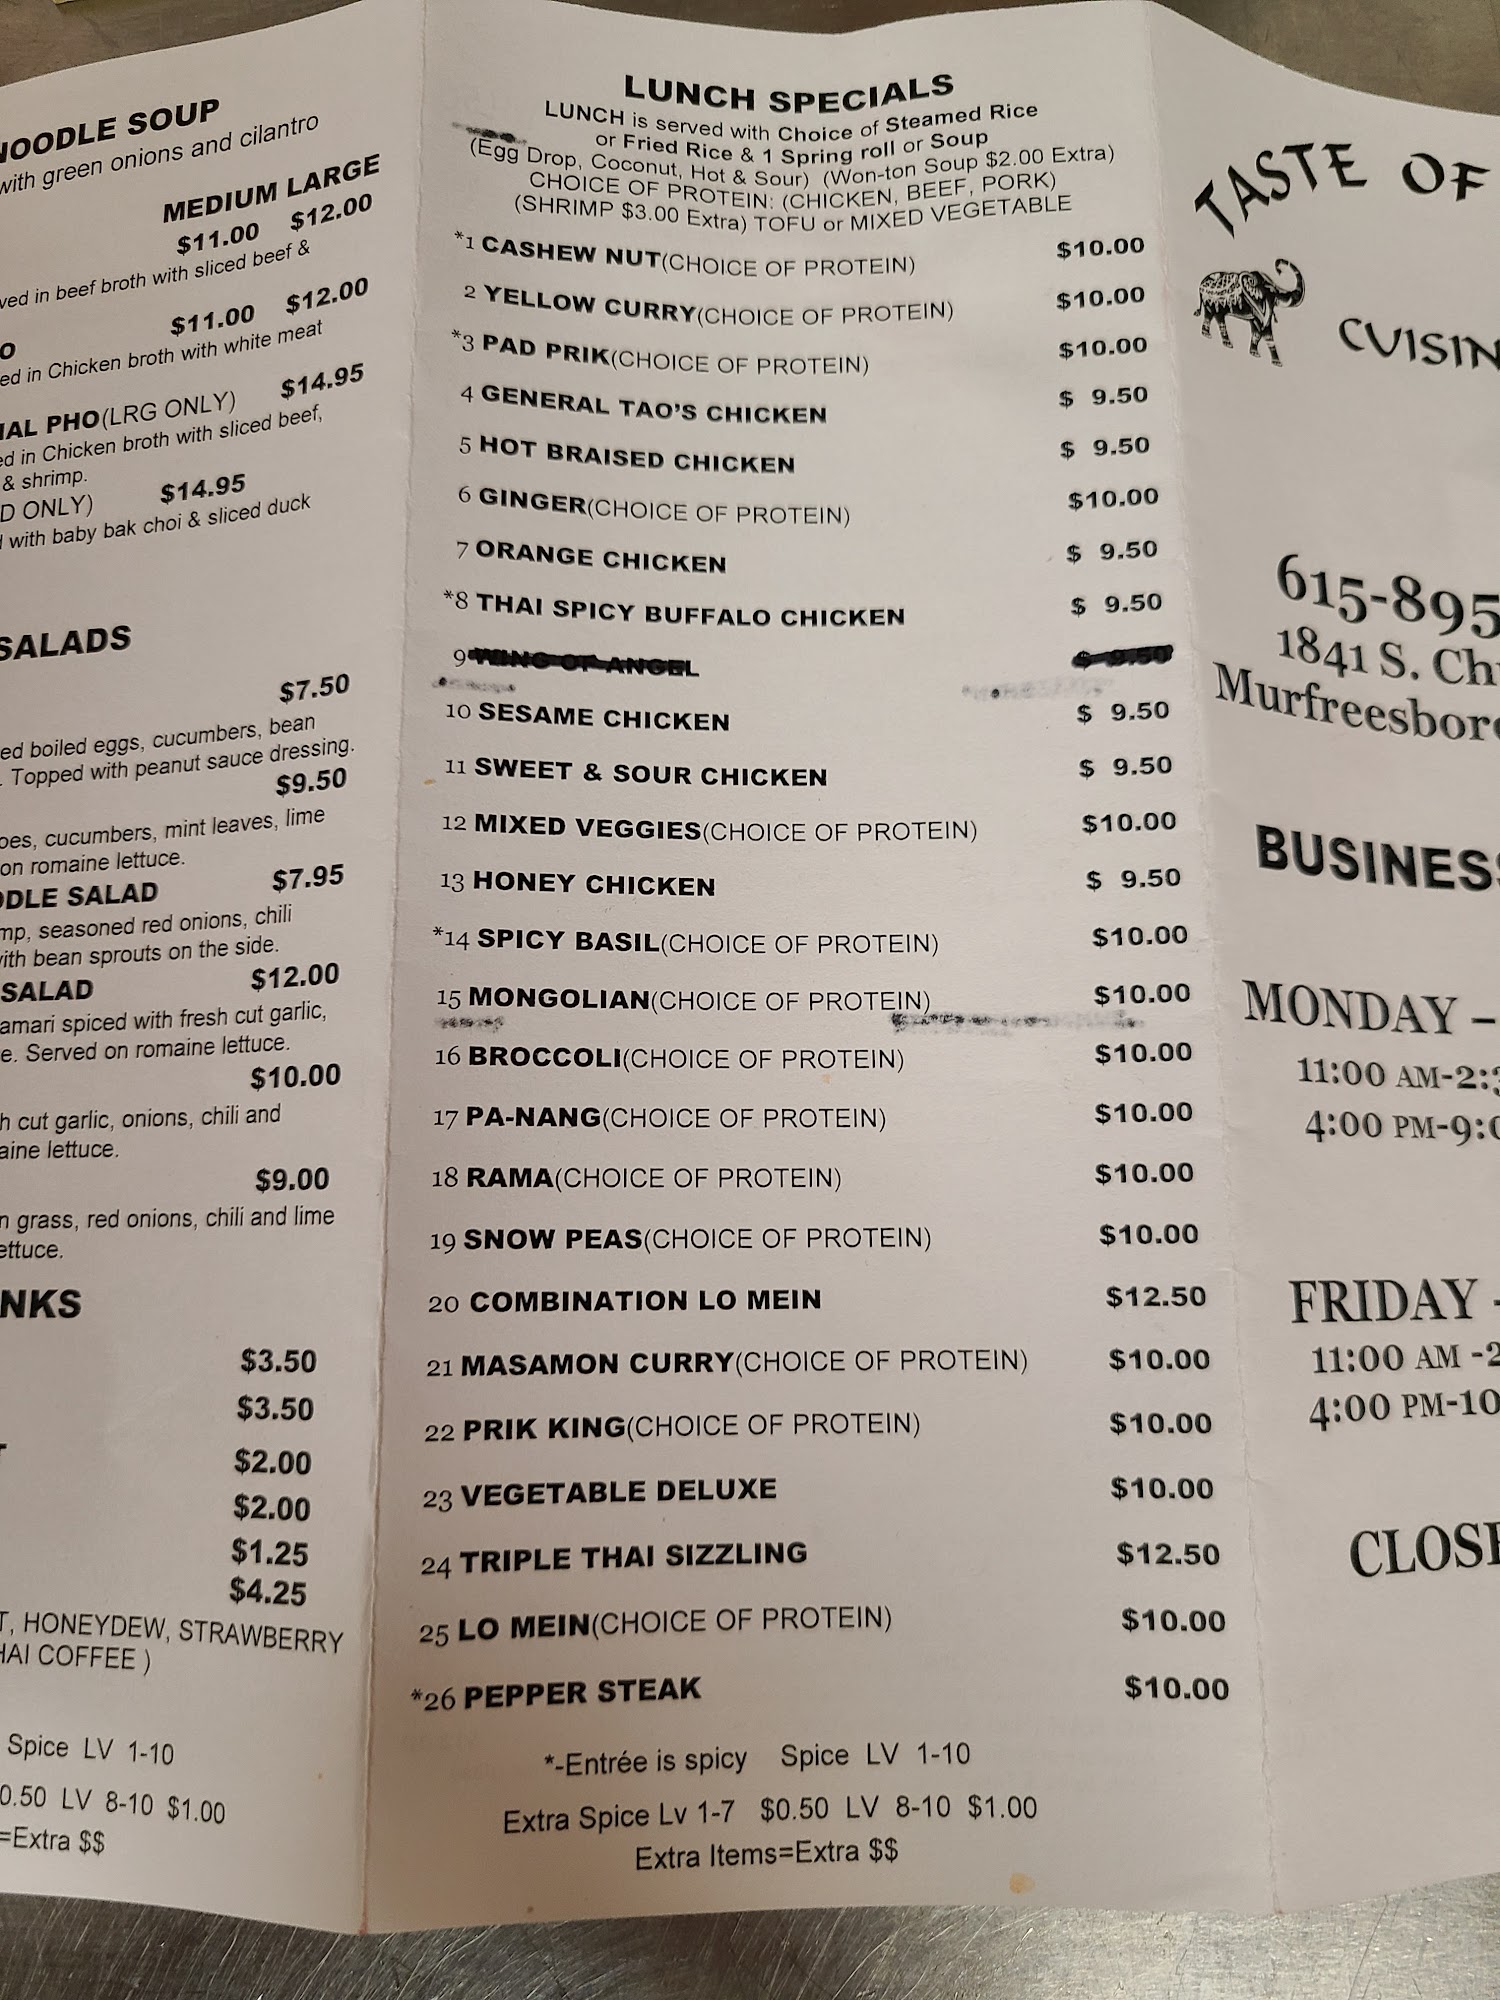 NOODLE SOUP
with green onions and cilantro
MEDIUM LARGE
$11.00 $12.00
in beef broth with sliced beef &
$11.00 $12.00
in Chicken broth with white meat
PHO(LRG ONLY) $14.95
in Chicken broth with sliced beef,
& shrimp.
ONLY) $14.95
with baby bak choi & sliced duck
SALADS
$7.50
boiled eggs, cucumbers, bean
Topped with peanut sauce dressing.
$9.50
cucumbers, mint leaves, lime
on romaine lettuce.
SALAD $7.95
seasoned red onions, chili
with bean sprouts on the side.
SALAD $12.00
spiced with fresh cut garlic,
Served on romaine lettuce.
$10.00
cut garlic, onions, chili and
lettuce.
$9.00
grass, red onions, chili and lime
NKS
$3.50
$3.50
$2.00
$2.00
$1.25
$4.25
HONEYDEW, STRAWBERRY
COFFEE )
Spice LV 1-10
0.50 LV 8-10 $1.00
=Extra $$
LUNCH SPECIALS
LUNCH is served with Choice of Steamed Rice
or Fried Rice & 1 Spring roll or Soup
(Egg Drop, Coconut, Hot & Sour) (Won-ton Soup $2.00 Extra)
CHOICE OF PROTEIN: (CHICKEN, BEEF, PORK)
(SHRIMP $3.00 Extra) TOFU or MIXED VEGETABLE
*1 CASHEW NUT(CHOICE OF PROTEIN) $10.00
2 YELLOW CURRY(CHOICE OF PROTEIN) $10.00
*3 PAD PRIK(CHOICE OF PROTEIN) $10.00
4 GENERAL TAO'S CHICKEN $ 9.50
5 HOT BRAISED CHICKEN $ 9.50
6 GINGER(CHOICE OF PROTEIN) $10.00
7 ORANGE CHICKEN $ 9.50
*8 THAI SPICY BUFFALO CHICKEN $ 9.50
9 WING OF ANGEL $ 9.50
10 SESAME CHICKEN $ 9.50
11 SWEET & SOUR CHICKEN $ 9.50
12 MIXED VEGGIES(CHOICE OF PROTEIN) $10.00
13 HONEY CHICKEN $ 9.50
*14 SPICY BASIL(CHOICE OF PROTEIN) $10.00
15 MONGOLIAN(CHOICE OF PROTEIN) $10.00
16 BROCCOLI(CHOICE OF PROTEIN) $10.00
17 PA-NANG(CHOICE OF PROTEIN) $10.00
18 RAMA(CHOICE OF PROTEIN) $10.00
19 SNOW PEAS(CHOICE OF PROTEIN) $10.00
20 COMBINATION LO MEIN $12.50
21 MASAMON CURRY(CHOICE OF PROTEIN) $10.00
22 PRIK KING(CHOICE OF PROTEIN) $10.00
23 VEGETABLE DELUXE $10.00
24 TRIPLE THAI SIZZLING $12.50
25 LO MEIN(CHOICE OF PROTEIN) $10.00
*26 PEPPER STEAK $10.00
*-Entrée is spicy Spice LV 1-10
Extra Spice Lv 1-7 $0.50 LV 8-10 $1.00
Extra Items=Extra $$
TASTE OF
CUISIN
615-895
1841 S. Ch
Murfreesboro
BUSINESS
MONDAY –
11:00 AM-2:3
4:00 PM-9:0
FRIDAY -
11:00 AM -2
4:00 PM-10
CLOSE